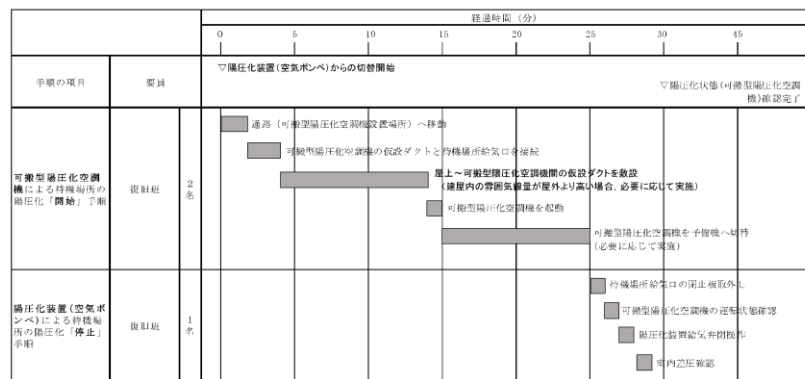 経過時間（分）
0 5 10 15 20 25 30 35 40 45
手順の項目 要員
▽陽圧化装置(空気ボンベ)からの切替開始
▽陽圧化状態(可搬型陽圧化空調
機)確認完了
可搬型陽圧化空調
機による待機場所の
陽圧化「開始」手順
復旧班
2
名
通路（可搬型陽圧化空調機設置場所）へ移動
可搬型陽圧化空調機の仮設ダクトと待機場所給気口を接続
屋上～可搬型陽圧化空調機間の仮設ダクトを敷設
（建屋内の雰囲気線量が屋外より高い場合，必要に応じて実施）
可搬型陽圧化空調機を起動
可搬型陽圧化空調機を予備機へ切替
（必要に応じて実施）
陽圧化装置(空気ボ
ンベ)による待機場
所の陽圧化「停止」
手順
復旧班
1
名
待機場所給気口の閉止板取外し
可搬型陽圧化空調機の運転状態確認
陽圧化装置給気弁閉操作
室内差圧確認